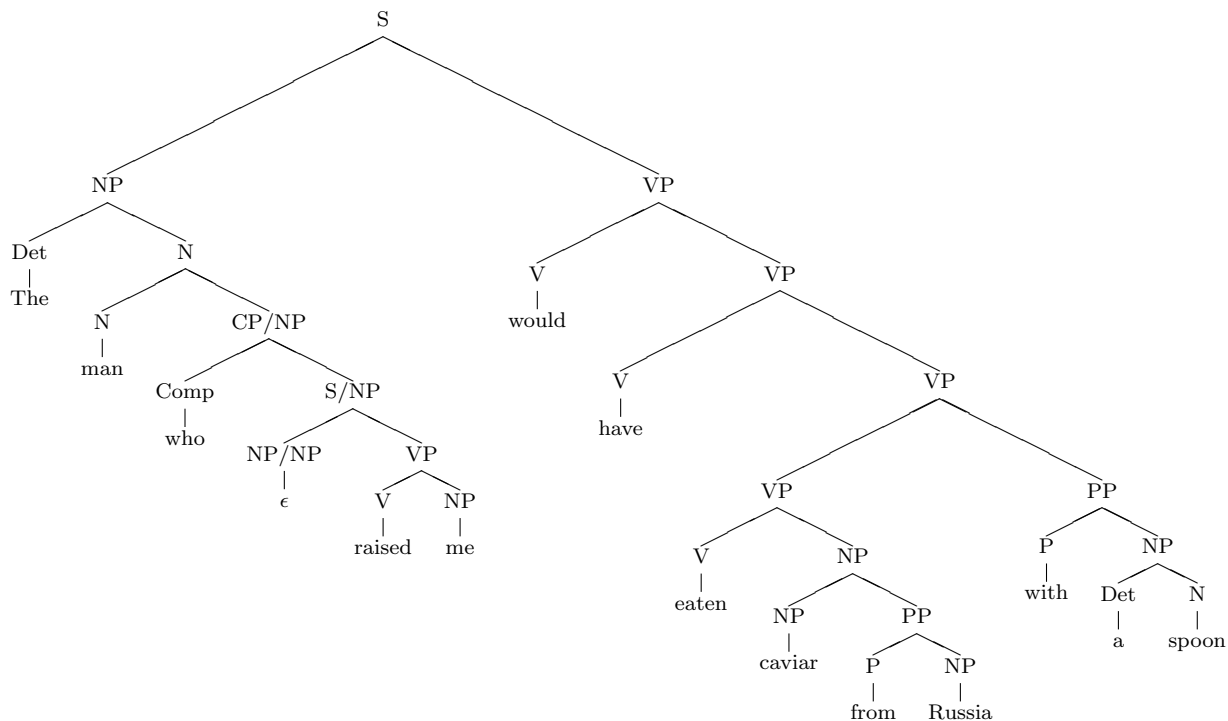 S
NP VP
Det N V VP
The N CP/NP would
man Comp S/NP V VP
who NP/NP VP have
ϵ V NP VP PP
raised me V NP P NP
eaten NP PP with Det N
caviar P NP a spoon
from Russia